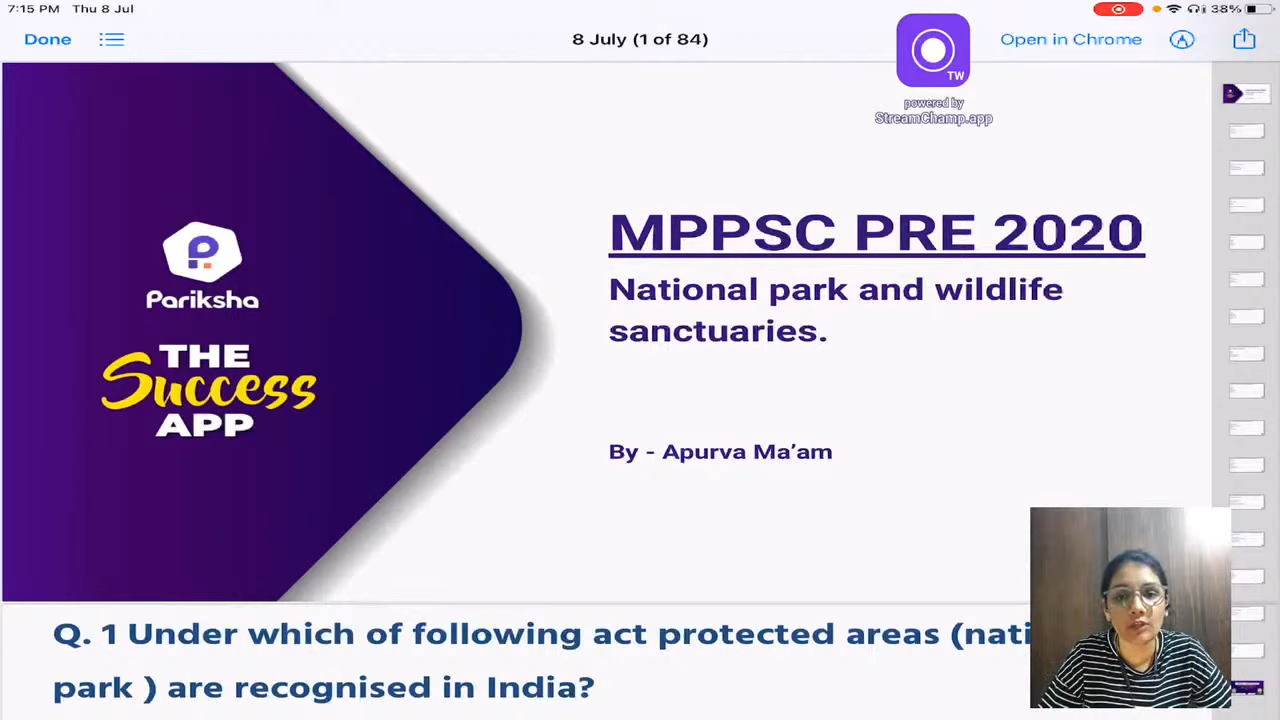 7:15 PM Thu 8 Jul
38%
Done
8 July (1 of 84)
Open in Chrome
TW
powered by
StreamChamp.app
MPPSC PRE 2020
National park and wildlife
sanctuaries.
By - Apurva Ma'am
Pariksha
THE
Success
APP
Q. 1 Under which of following act protected areas (nati
park ) are recognised in India?